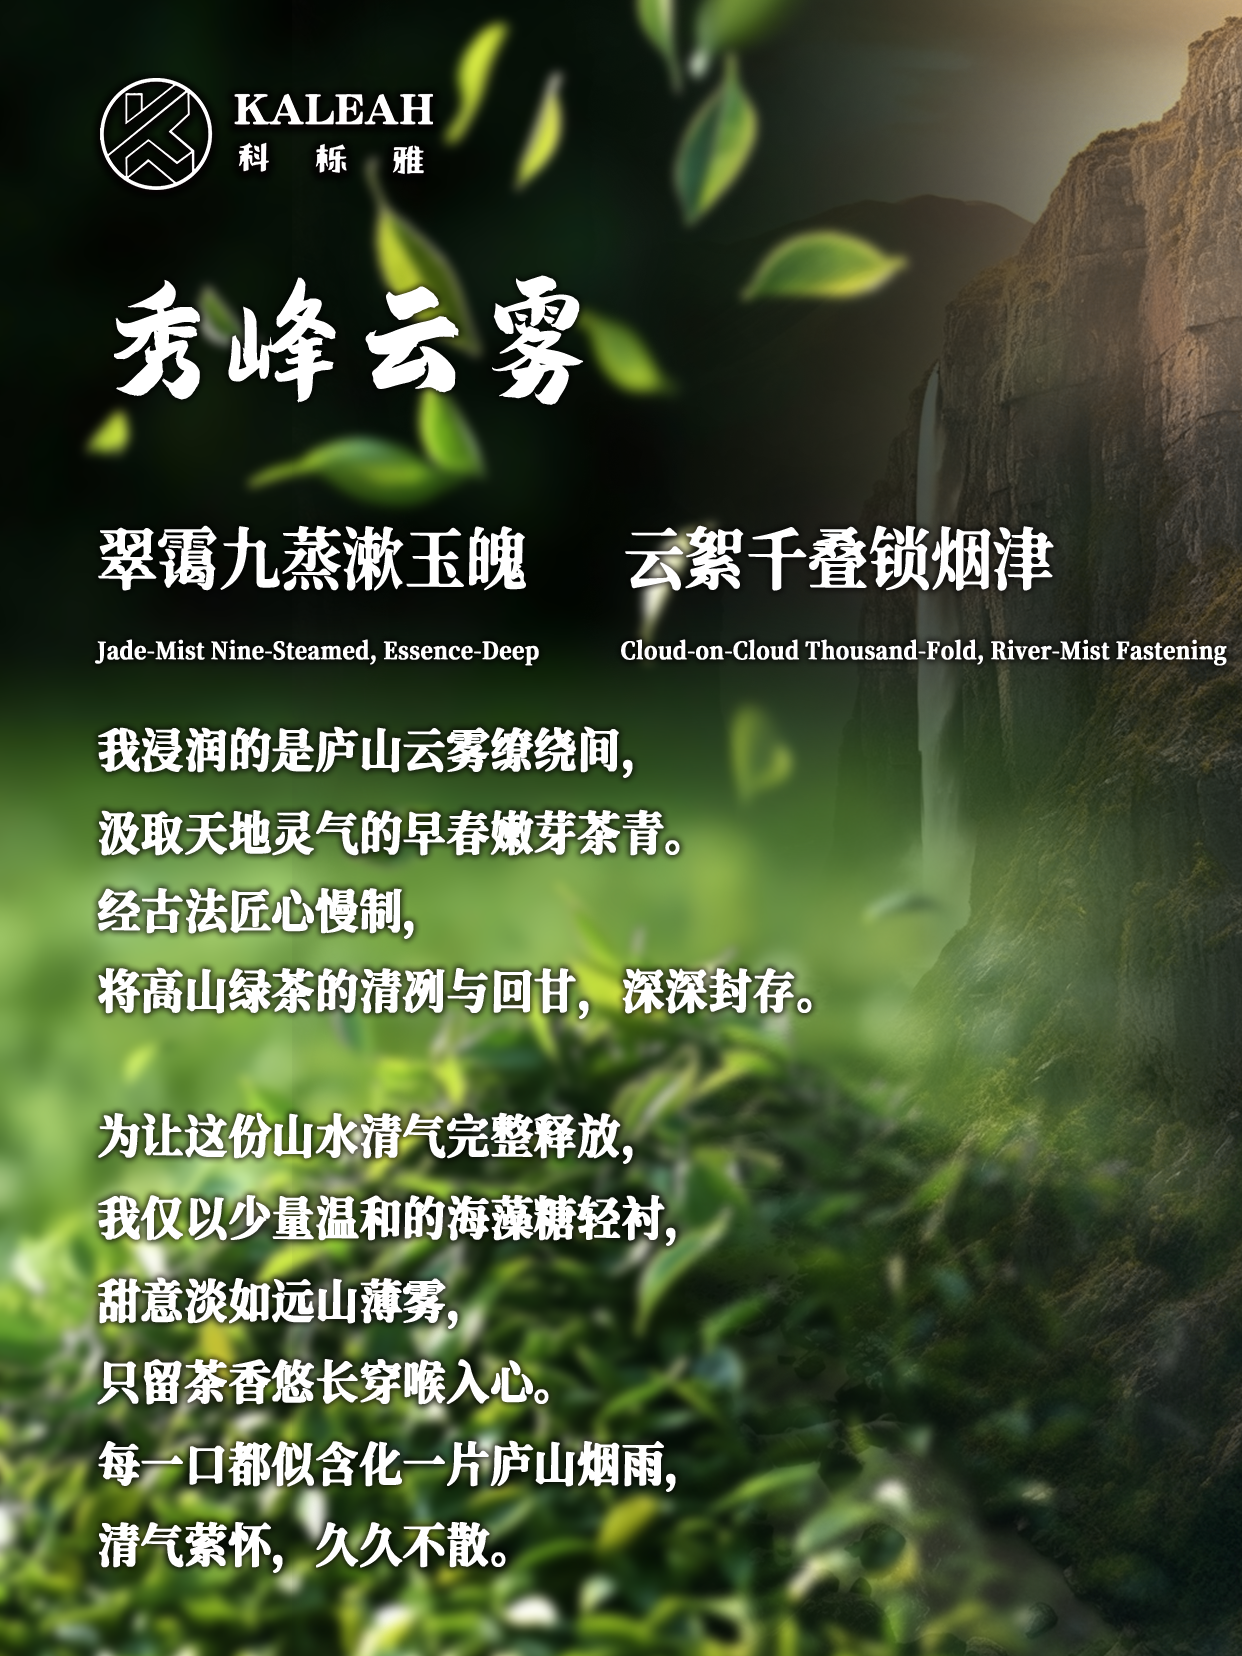 KALEAH
科栎雅
秀峰云雾
翠霭九蒸漱玉魄 云絮千叠锁烟津
Jade-Mist Nine-Steamed, Essence-Deep Cloud-on-Cloud Thousand-Fold, River-Mist Fastening
我浸润的是庐山云雾缭绕间，
汲取天地灵气的早春嫩芽茶青。
经古法匠心慢制，
将高山绿茶的清冽与回甘，深深封存。
为让这份山水清气完整释放，
我仅以少量温和的海藻糖轻衬，
甜意淡如远山薄雾，
只留茶香悠长穿喉入心。
每一口都似含化一片庐山烟雨，
清气萦怀，久久不散。